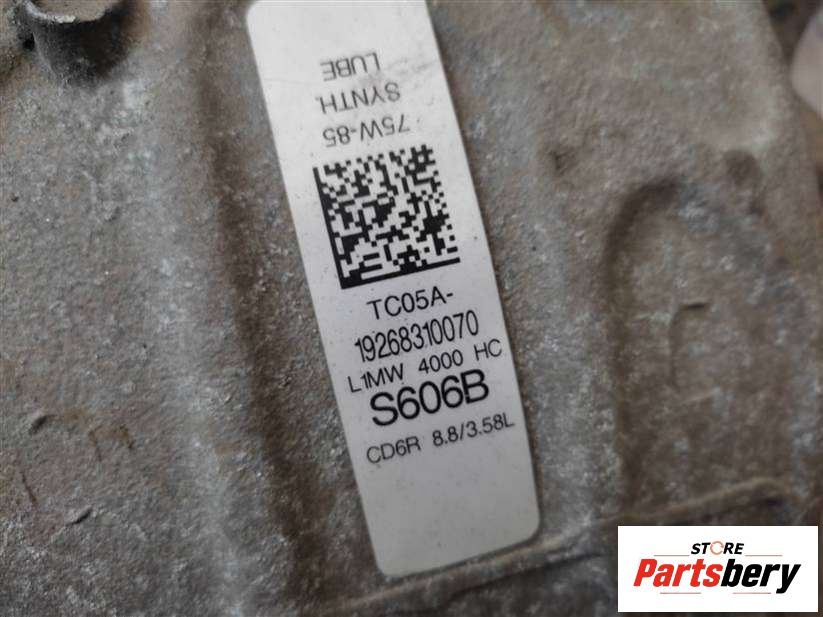 75W-85
SYNTH.
LUBE
TC05A-
19268310070
L1MW 4000 HC
S606B
CD6R 8.8/3.58L
STORE
Partsbery